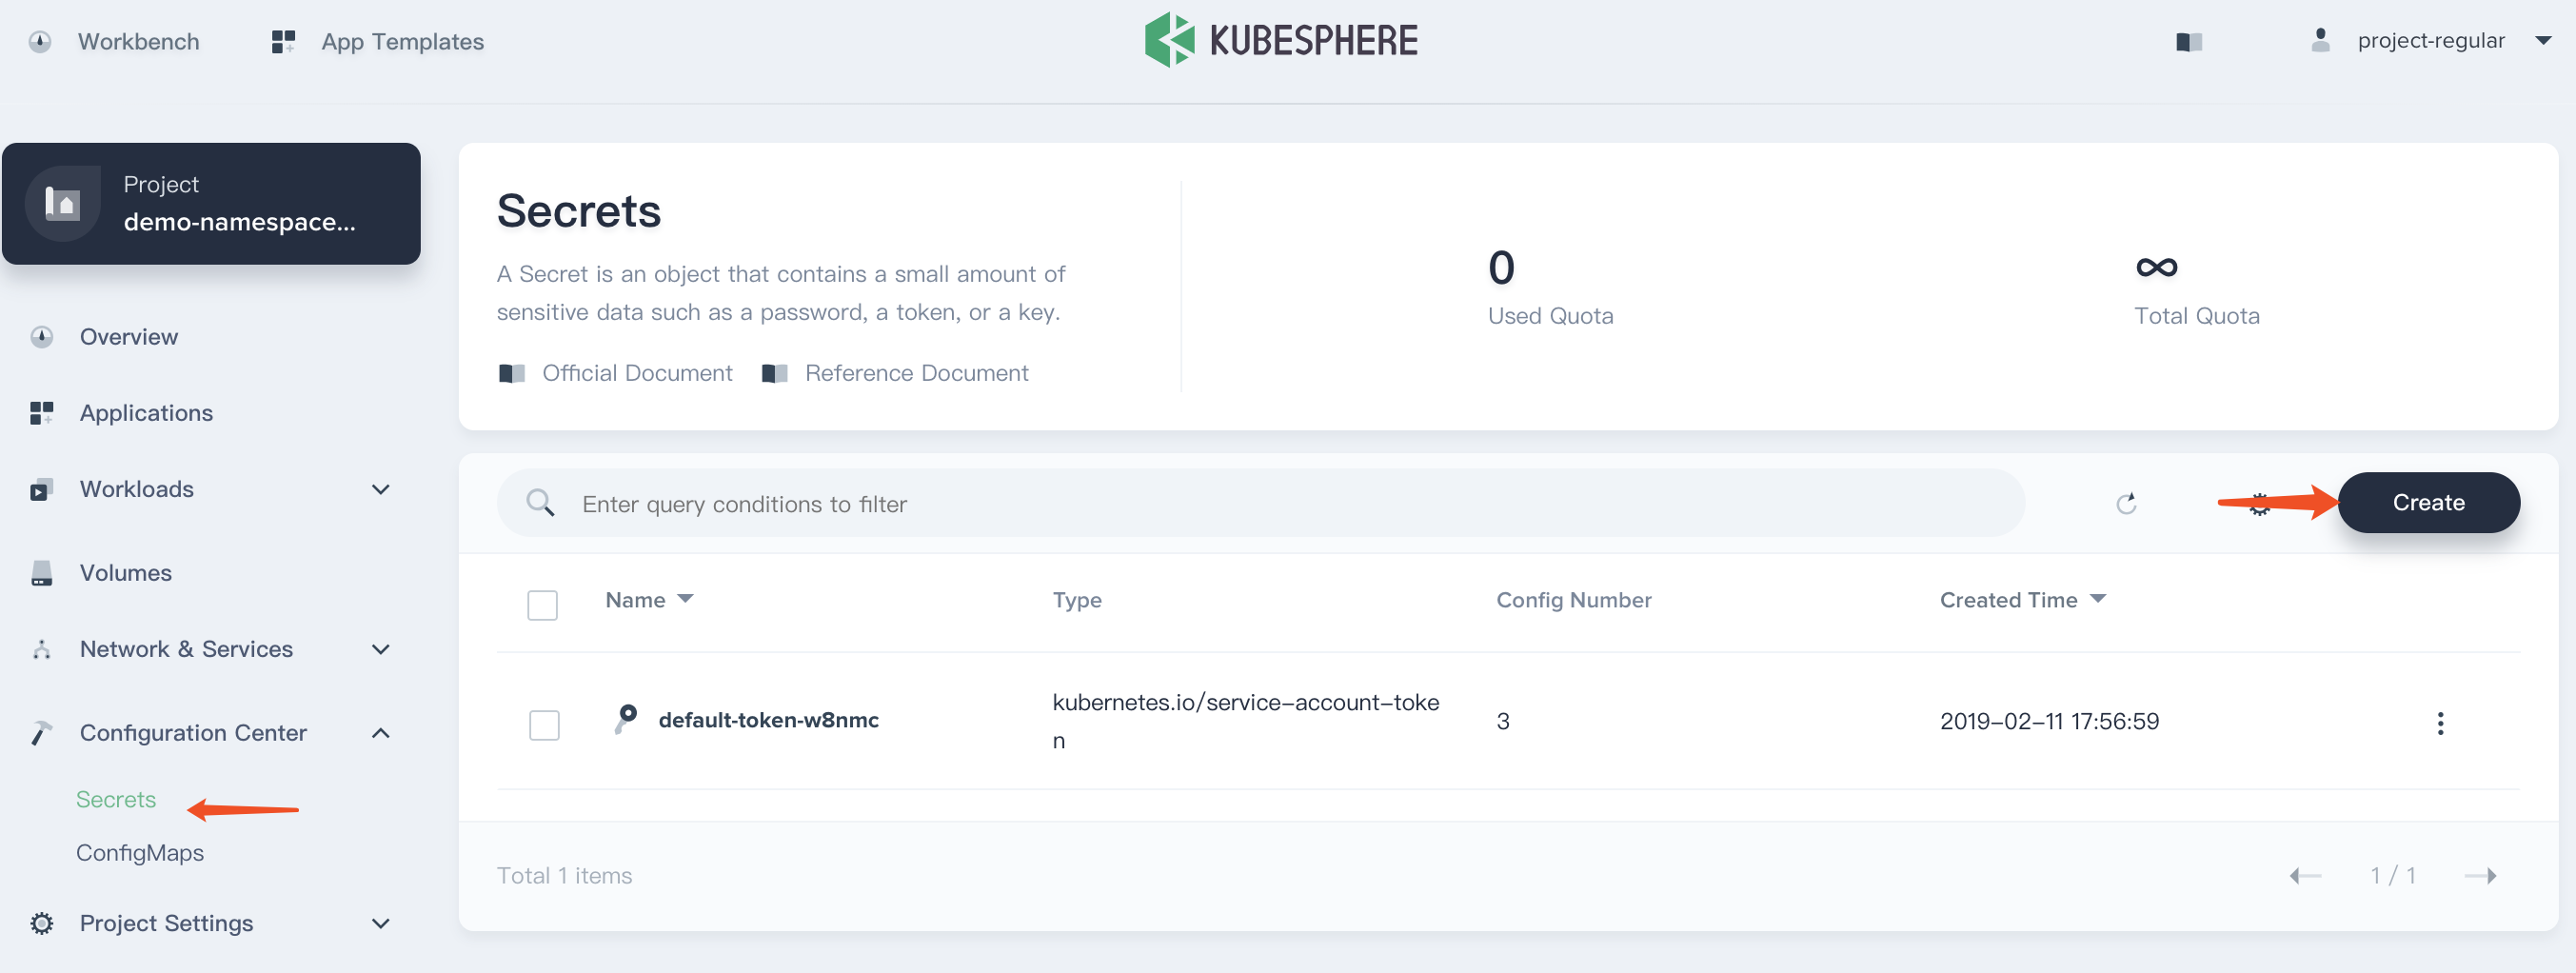 Workbench
App Templates
KUBESPHERE
project-regular
Project
demo-namespace...
Overview
Applications
Workloads
Volumes
Network & Services
Configuration Center
Secrets
ConfigMaps
Project Settings
Secrets
A Secret is an object that contains a small amount of
sensitive data such as a password, a token, or a key.
Official Document
Reference Document
0
Used Quota
∞
Total Quota
Enter query conditions to filter
Create
Name
Type
Config Number
Created Time
default-token-w8nmc
kubernetes.io/service-account-toke
n
3
2019-02-11 17:56:59
Total 1 items
1 / 1